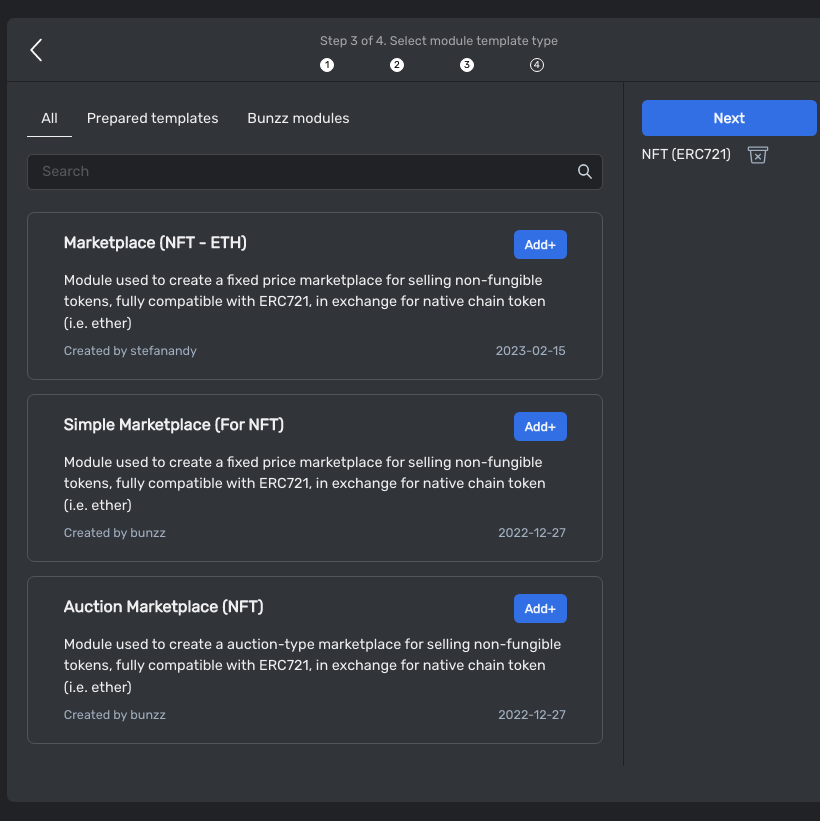 Step 3 of 4. Select module template type
1 2 3 4
All Prepared templates Bunzz modules
Search
Marketplace (NFT - ETH)
Add+
Module used to create a fixed price marketplace for selling non-fungible
tokens, fully compatible with ERC721, in exchange for native chain token
(i.e. ether)
Created by stefanandy 2023-02-15
Simple Marketplace (For NFT)
Add+
Module used to create a fixed price marketplace for selling non-fungible
tokens, fully compatible with ERC721, in exchange for native chain token
(i.e. ether)
Created by bunzz 2022-12-27
Auction Marketplace (NFT)
Add+
Module used to create a auction-type marketplace for selling non-fungible
tokens, fully compatible with ERC721, in exchange for native chain token
(i.e. ether)
Created by bunzz 2022-12-27
Next
NFT (ERC721)